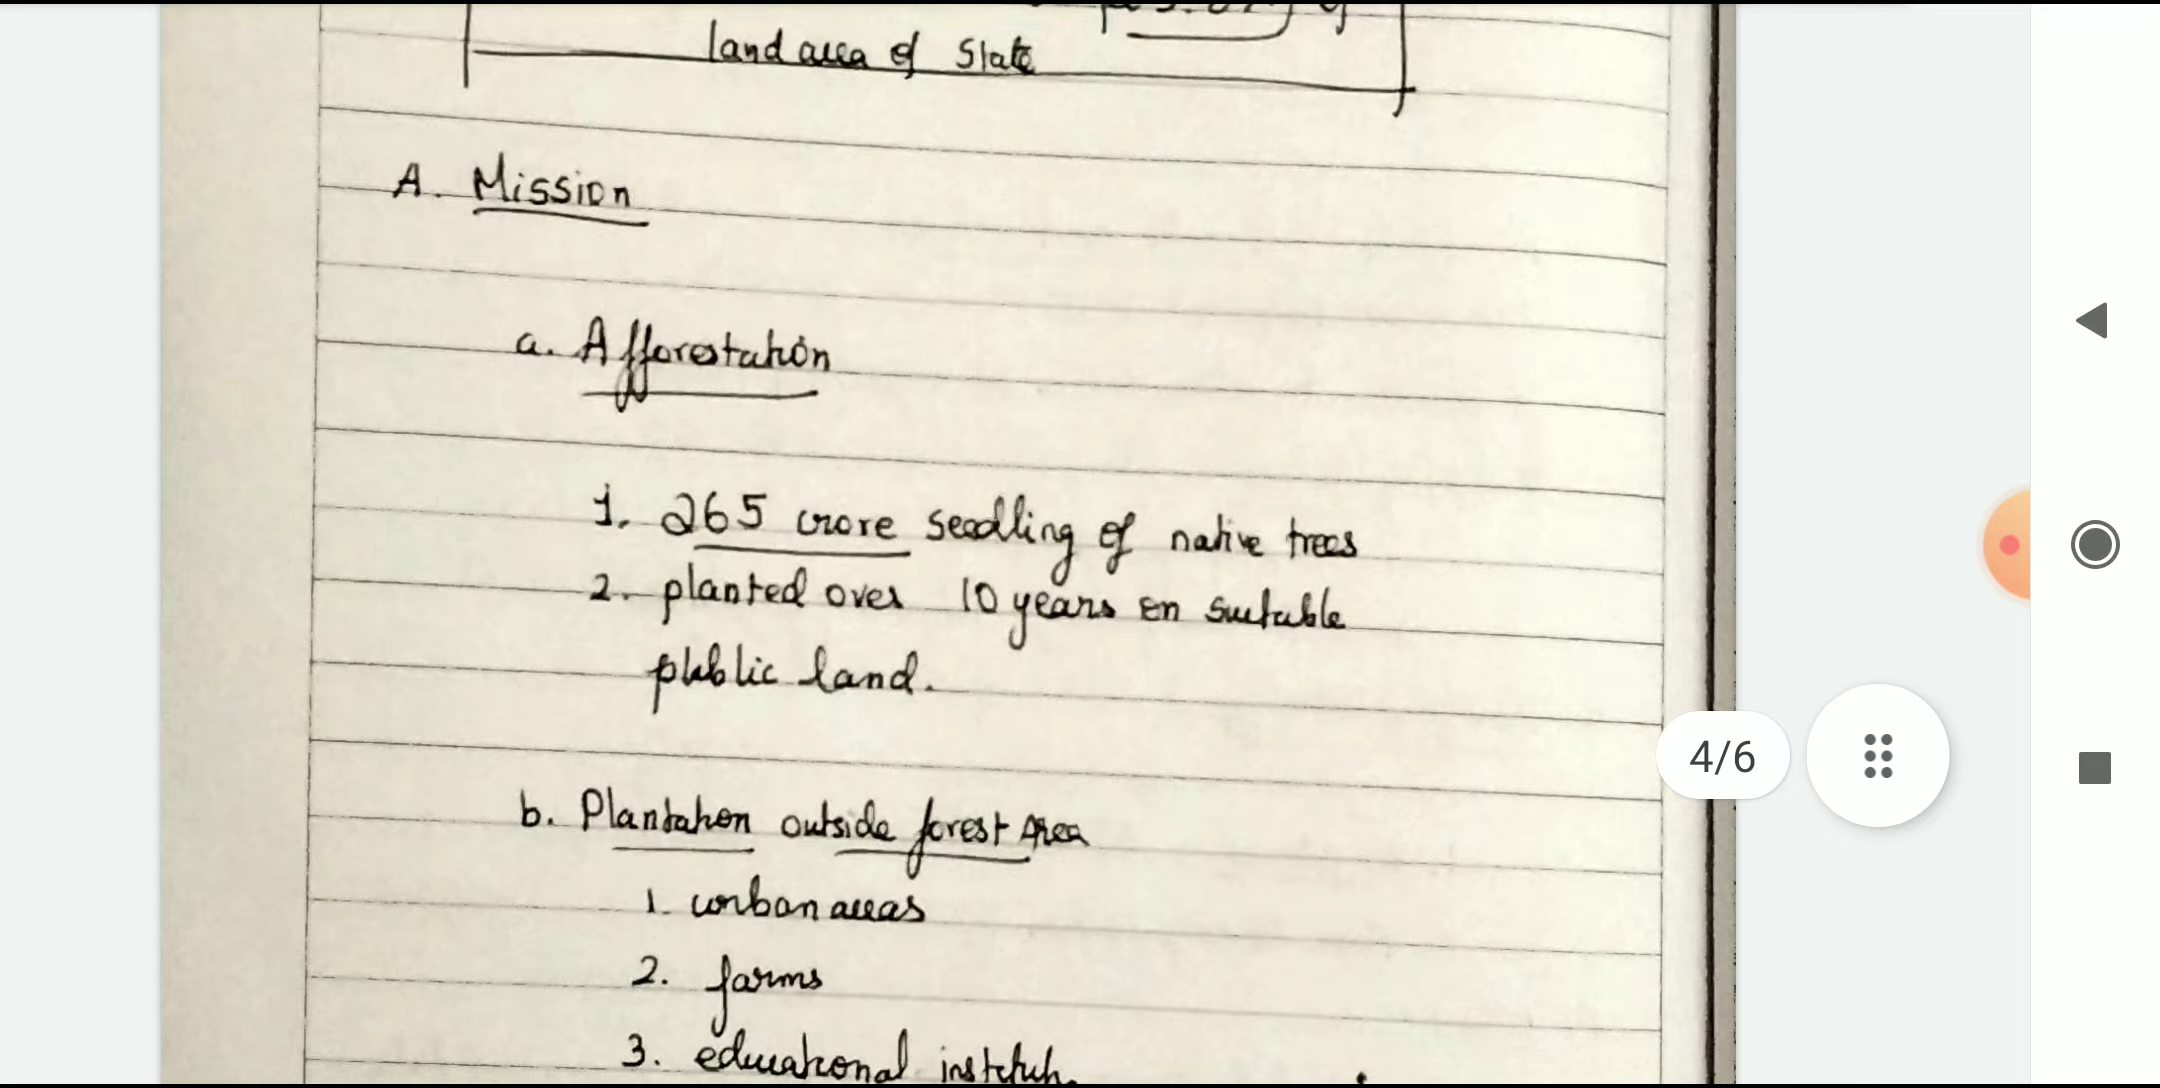 land area of State
A. Mission
a. Afforestation
1. 265 crore seedling of native trees
2. planted over 10 years on suitable
public land.
4/6
b. Plantation outside forest Area
1. urban areas
2. farms
3. educational